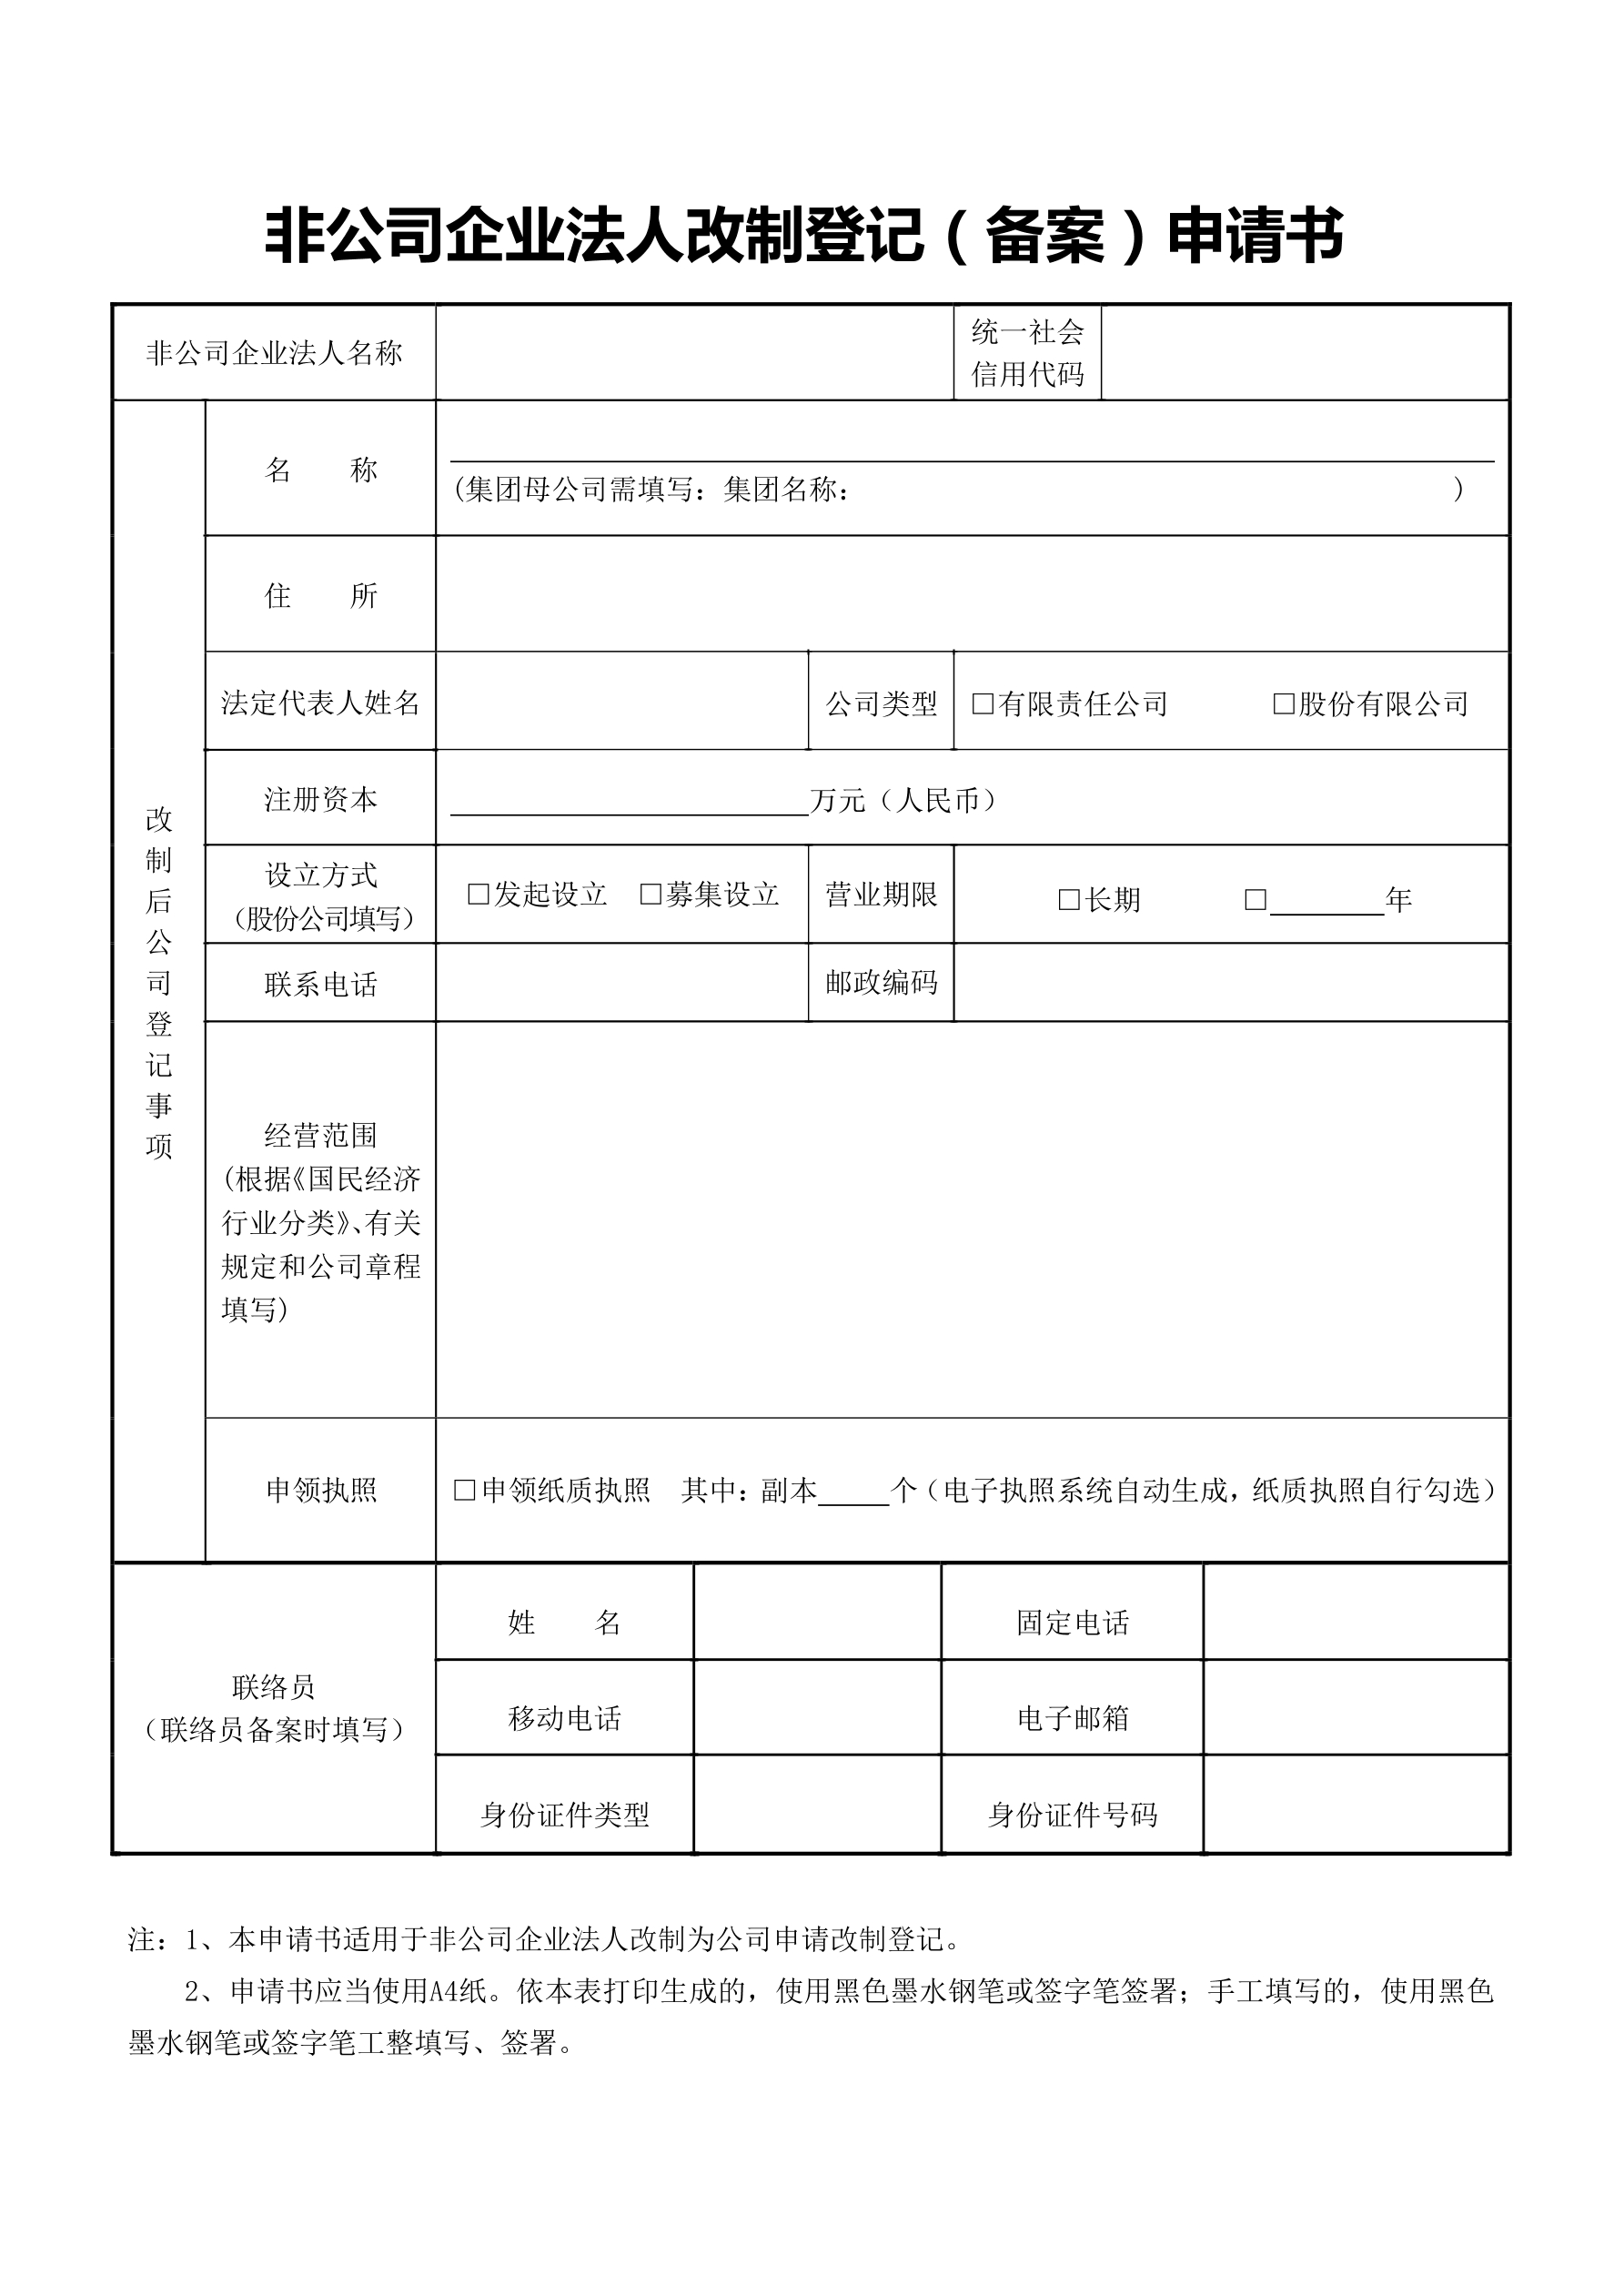 非公司企业法人改制登记（备案）申请书
非公司企业法人名称
统一社会
信用代码
改制后公司登记事项
名　　称
(集团母公司需填写：集团名称：　　　　　　　　　　)
住　　所
法定代表人姓名
公司类型
□有限责任公司　　　□股份有限公司
注册资本
____________万元（人民币）
设立方式
（股份公司填写）
□发起设立　□募集设立
营业期限
□长期　　　□____年
联系电话
邮政编码
经营范围
（根据《国民经济
行业分类》、有关
规定和公司章程
填写）
申领执照
□申领纸质执照　其中：副本___个（电子执照系统自动生成，纸质执照自行勾选）
联络员
（联络员备案时填写）
姓　　名
固定电话
移动电话
电子邮箱
身份证件类型
身份证件号码
注：1、本申请书适用于非公司企业法人改制为公司申请改制登记。
2、申请书应当使用A4纸。依本表打印生成的，使用黑色墨水钢笔或签字笔签署；手工填写的，使用黑色
墨水钢笔或签字笔工整填写、签署。